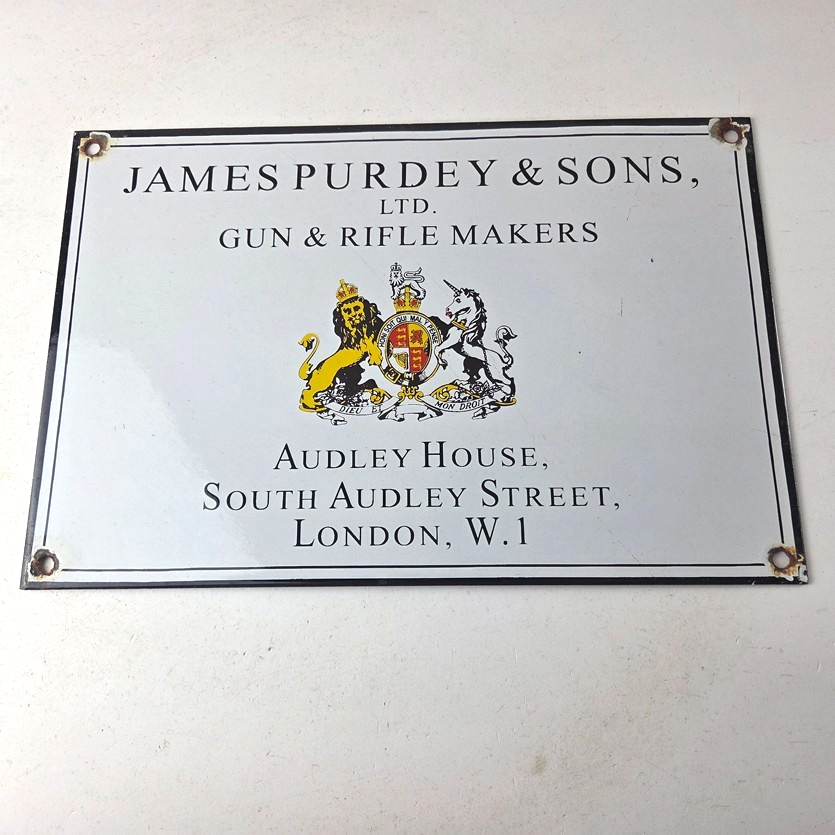 JAMES PURDEY & SONS,
LTD.
GUN & RIFLE MAKERS
HONI SOIT QUI MAL Y PENSE
DIEU ET MON DROIT
AUDLEY HOUSE,
SOUTH AUDLEY STREET,
LONDON, W.1